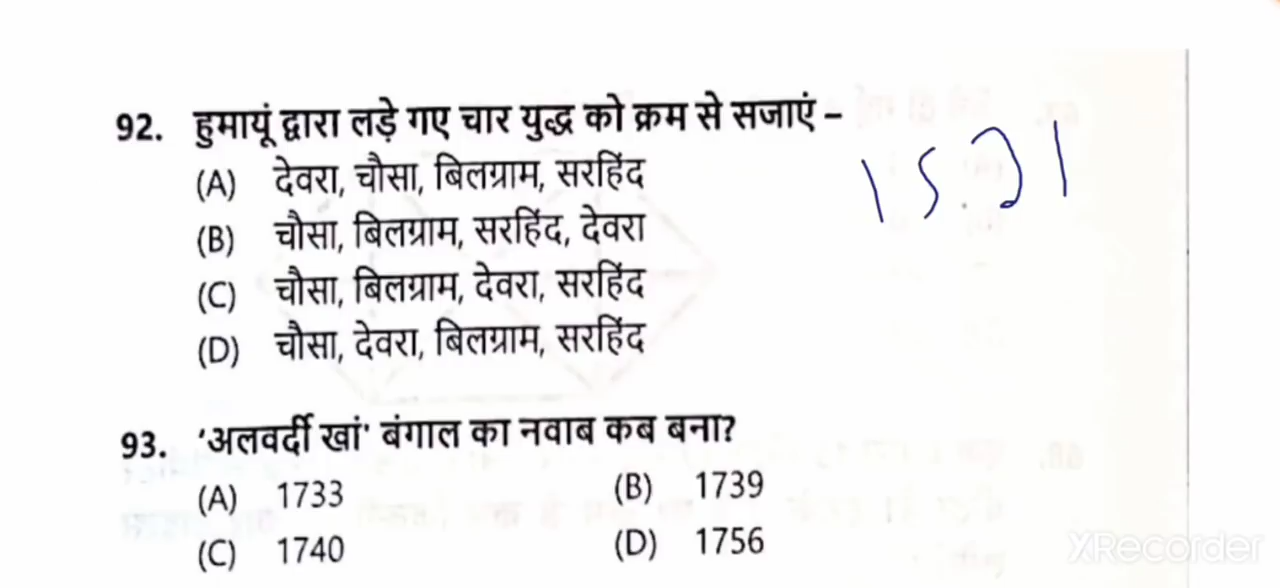 92. हुमायूं द्वारा लड़े गए चार युद्ध को क्रम से सजाएं –
(A) देवरा, चौसा, बिलग्राम, सरहिंद
(B) चौसा, बिलग्राम, सरहिंद, देवरा
(C) चौसा, बिलग्राम, देवरा, सरहिंद
(D) चौसा, देवरा, बिलग्राम, सरहिंद
93. 'अलवर्दी खां' बंगाल का नवाब कब बना?
(A) 1733 (B) 1739
(C) 1740 (D) 1756
XRecorder